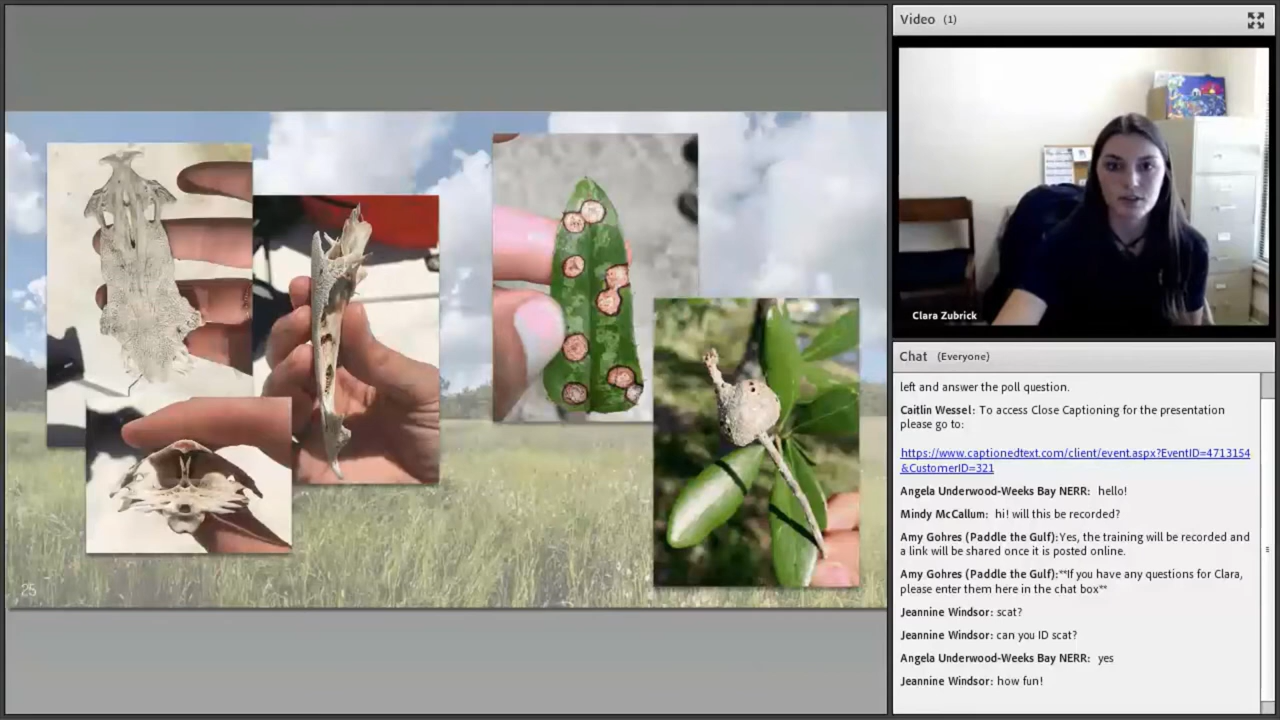 Video (1)
Clara Zubrick
25
Chat (Everyone)
left and answer the poll question.
Caitlin Wessel: To access Close Captioning for the presentation
please go to:
https://www.captionedtext.com/client/event.aspx?EventID=4713154
&CustomerID=321
Angela Underwood-Weeks Bay NERR: hello!
Mindy McCallum: hi! will this be recorded?
Amy Gohres (Paddle the Gulf):Yes, the training will be recorded and
a link will be shared once it is posted online.
Amy Gohres (Paddle the Gulf):**If you have any questions for Clara,
please enter them here in the chat box**
Jeannine Windsor: scat?
Jeannine Windsor: can you ID scat?
Angela Underwood-Weeks Bay NERR: yes
Jeannine Windsor: how fun!